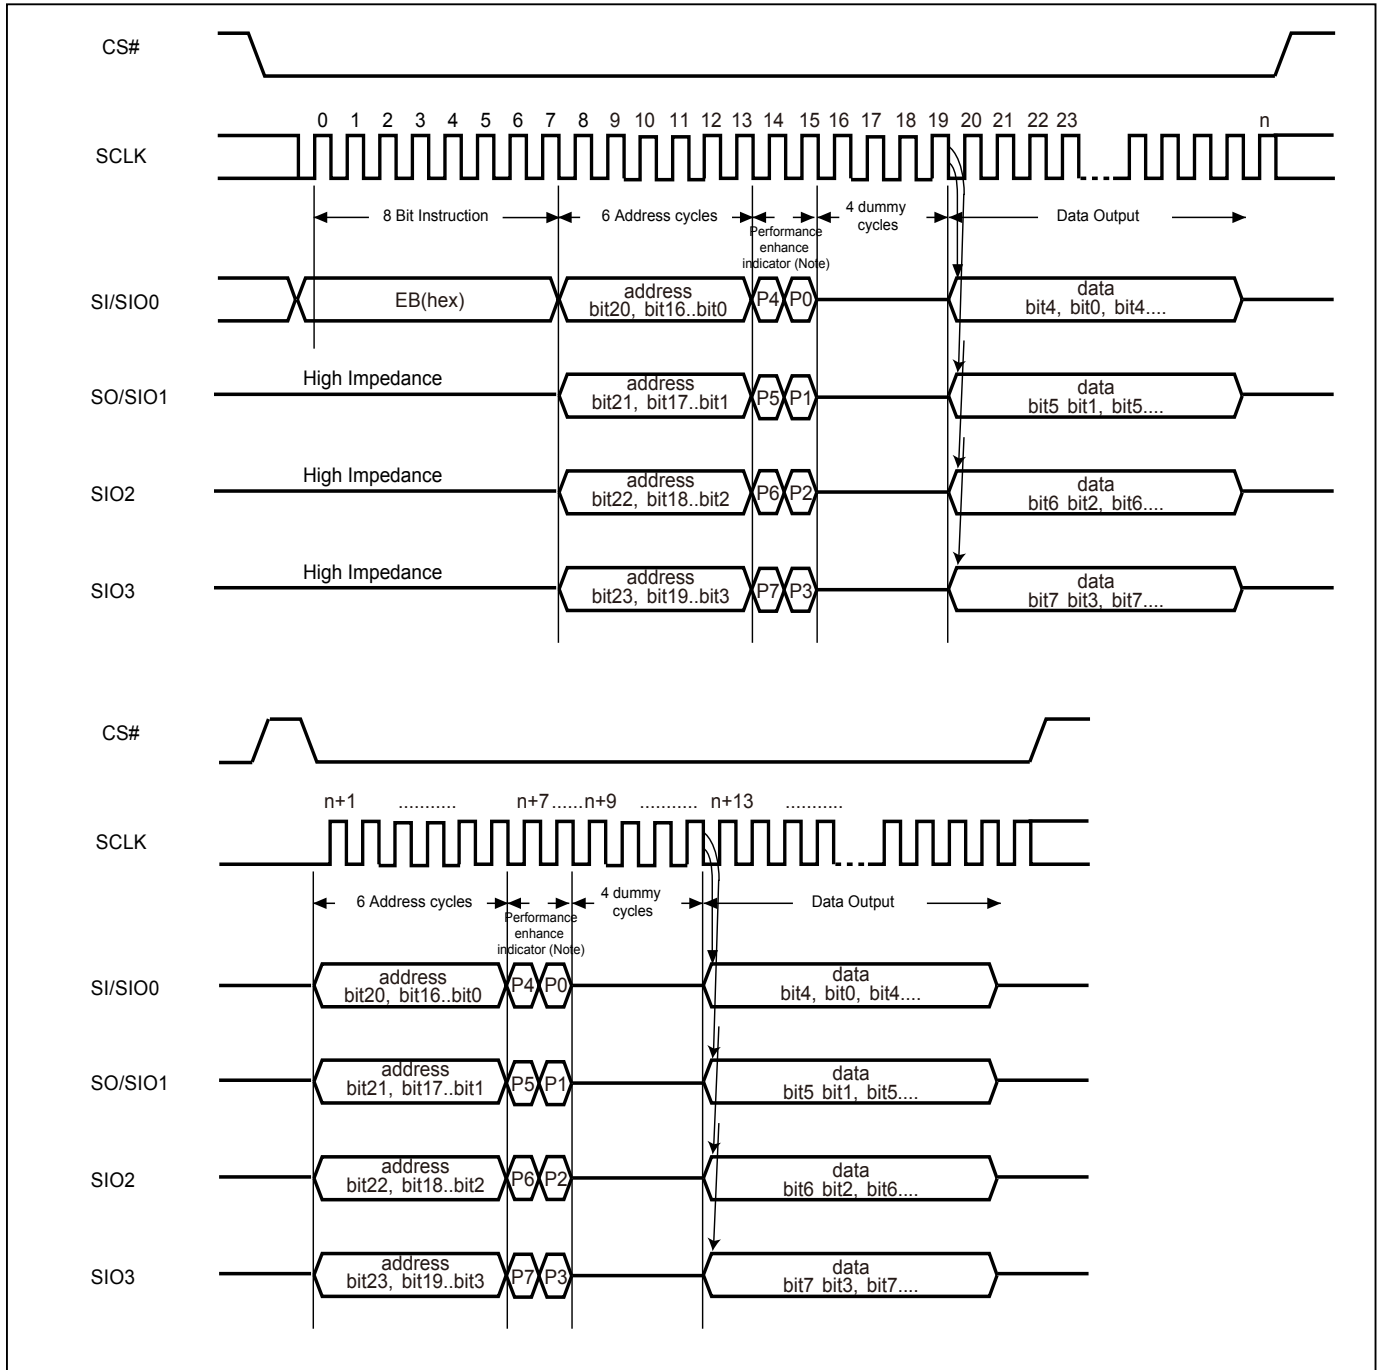 CS#
0 1 2 3 4 5 6 7 8 9 10 11 12 13 14 15 16 17 18 19 20 21 22 23 n
SCLK
8 Bit Instruction
6 Address cycles
Performance
enhance
indicator (Note)
4 dummy
cycles
Data Output
SI/SIO0
EB(hex)
address
bit20, bit16..bit0
P4 P0
data
bit4, bit0, bit4....
SO/SIO1
High Impedance
address
bit21, bit17..bit1
P5 P1
data
bit5 bit1, bit5....
SIO2
High Impedance
address
bit22, bit18..bit2
P6 P2
data
bit6 bit2, bit6....
SIO3
High Impedance
address
bit23, bit19..bit3
P7 P3
data
bit7 bit3, bit7....
CS#
n+1 ........... n+7......n+9 ........... n+13 ...........
SCLK
6 Address cycles
Performance
enhance
indicator (Note)
4 dummy
cycles
Data Output
SI/SIO0
address
bit20, bit16..bit0
P4 P0
data
bit4, bit0, bit4....
SO/SIO1
address
bit21, bit17..bit1
P5 P1
data
bit5 bit1, bit5....
SIO2
address
bit22, bit18..bit2
P6 P2
data
bit6 bit2, bit6....
SIO3
address
bit23, bit19..bit3
P7 P3
data
bit7 bit3, bit7....